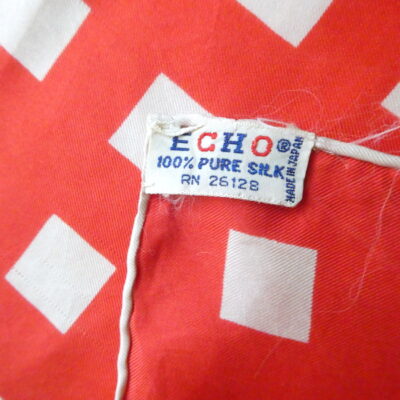 ECHO®
100% PURE SILK
RN 26128
MADE IN JAPAN